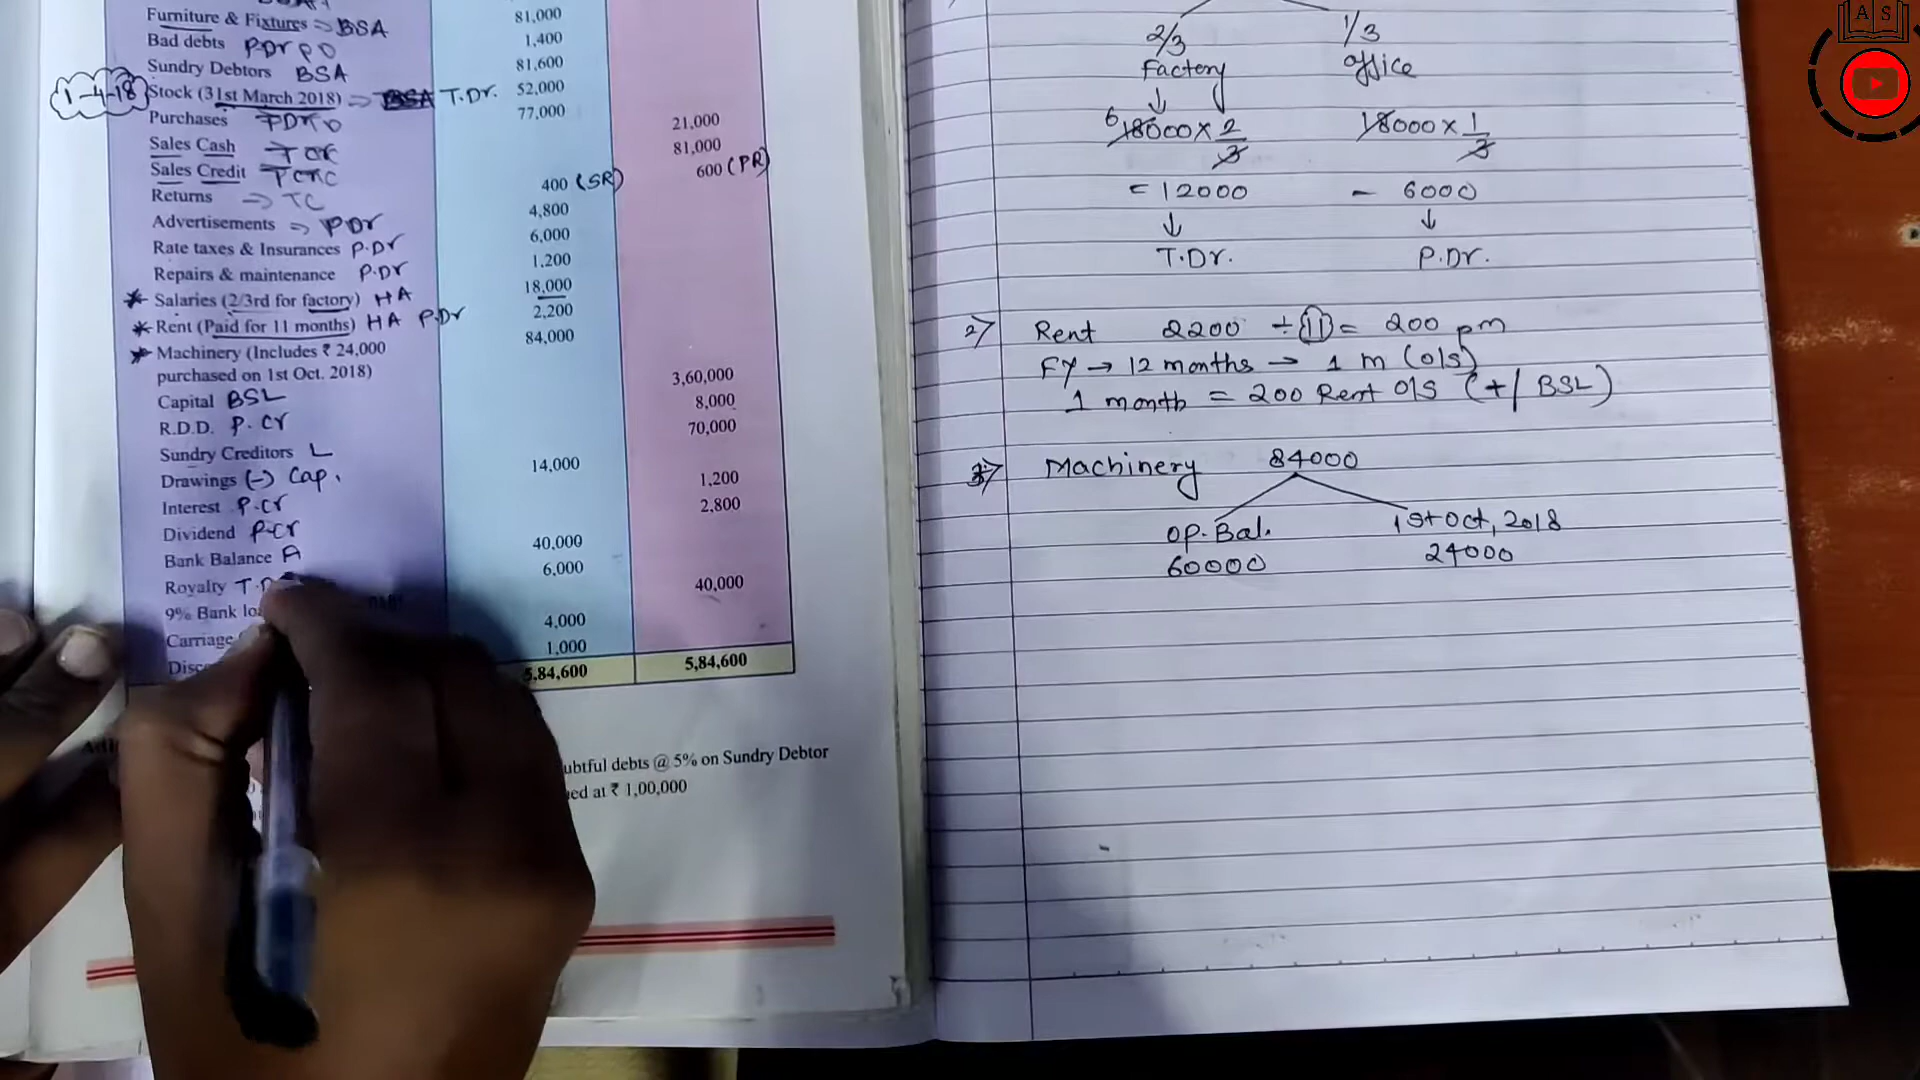 Furniture & Fixtures ⇒ BSA 81,000
Bad debts P.Dr 1,400
Sundry Debtors BSA 81,600
1-4-18 Stock (31st March 2018) ⇒ T.Dr. 52,000
Purchases 77,000
Sales Cash 21,000
Sales Credit 81,000
Returns → 400 (SR) 600 (PR)
Advertisements ⇒ P Dr 4,800
Rate taxes & Insurances P.Dr 6,000
Repairs & maintenance P.Dr 1,200
* Salaries (2/3rd for factory) HA 18,000
* Rent (Paid for 11 months) HA P.Dr 2,200
Machinery (Includes ₹ 24,000 84,000
purchased on 1st Oct. 2018)
Capital BSL 3,60,000
R.D.D. P.Cr 8,000
Sundry Creditors L 70,000
Drawings (-) Cap. 14,000
Interest P.Cr 1,200
Dividend P.Cr 2,800
Bank Balance A 40,000
Royalty 6,000
9% Bank 40,000
Carriage 4,000
1,000
5,84,600 5,84,600
doubtful debts @ 5% on Sundry Debtor
at ₹ 1,00,000
2/3 1/3
Factory office
↓
18000 × 2/3 18000 × 1/3
= 12000 - 6000
↓ ↓
T.Dr. P.Dr.
2) Rent 2200 ÷ 11 = 200 pm
FY → 12 months → 1 m (o/s)
1 month = 200 Rent O/S (+/BSL)
3) Machinery 84000
Op. Bal. 1st Oct, 2018
60000 24000
A S